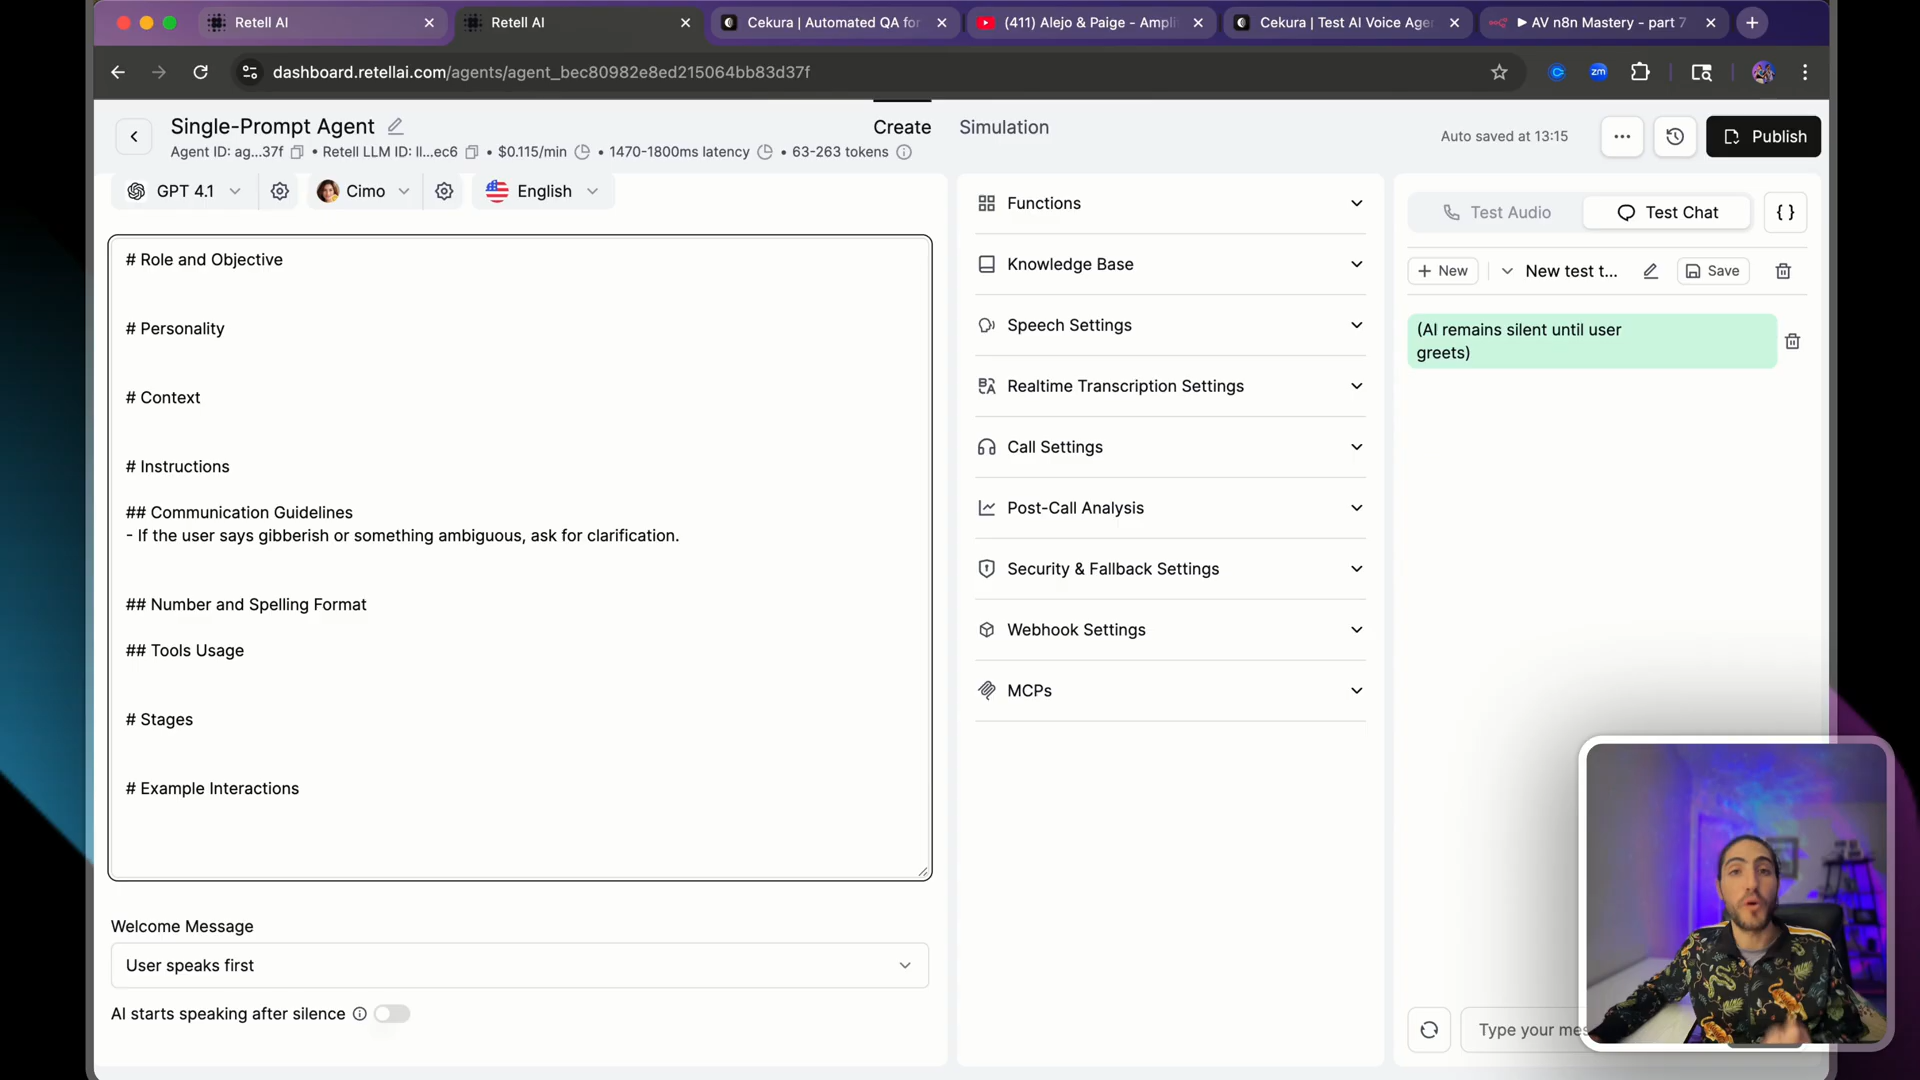 Retell AI
Retell AI
Cekura | Automated QA for
(411) Alejo & Paige - Ampli
Cekura | Test AI Voice Age
AV n8n Mastery - part 7
dashboard.retellai.com/agents/agent_bec80982e8ed215064bb83d37f
zm
Single-Prompt Agent
Create
Simulation
Auto saved at 13:15
Publish
Agent ID: ag...37f • Retell LLM ID: ll...ec6 • $0.115/min • 1470-1800ms latency • 63-263 tokens
GPT 4.1
Cimo
English
# Role and Objective
# Personality
# Context
# Instructions
## Communication Guidelines
- If the user says gibberish or something ambiguous, ask for clarification.
## Number and Spelling Format
## Tools Usage
# Stages
# Example Interactions
Welcome Message
User speaks first
AI starts speaking after silence
Functions
Knowledge Base
Speech Settings
Realtime Transcription Settings
Call Settings
Post-Call Analysis
Security & Fallback Settings
Webhook Settings
MCPs
Test Audio
Test Chat
{ }
+ New
New test t...
Save
(AI remains silent until user
greets)
Type your mes